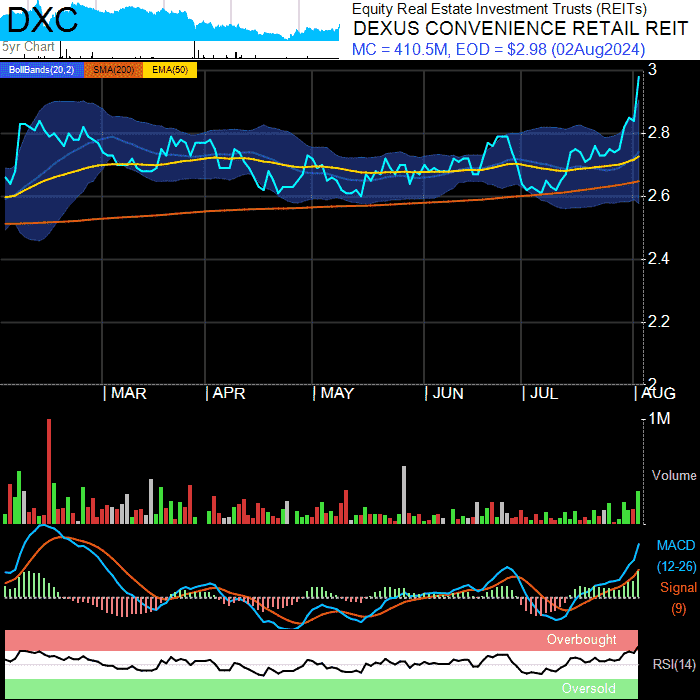 DXC
Equity Real Estate Investment Trusts (REITs)
DEXUS CONVENIENCE RETAIL REIT
5yr Chart
MC = 410.5M, EOD = $2.98 (02Aug2024)
BollBands(20,2) SMA(200) EMA(50)
3
2.8
2.6
2.4
2.2
2
MAR APR MAY JUN JUL AUG
1M
Volume
MACD
(12-26)
Signal
(9)
Overbought
RSI(14)
Oversold